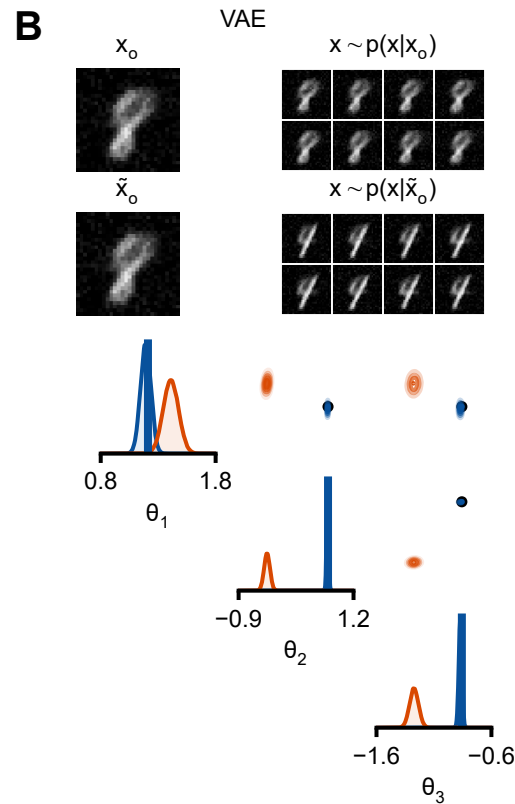 B
VAE
xₒ
x ~ p(x|xₒ)
x̃ₒ
x ~ p(x|x̃ₒ)
0.8 1.8
θ₁
−0.9 1.2
θ₂
−1.6 −0.6
θ₃